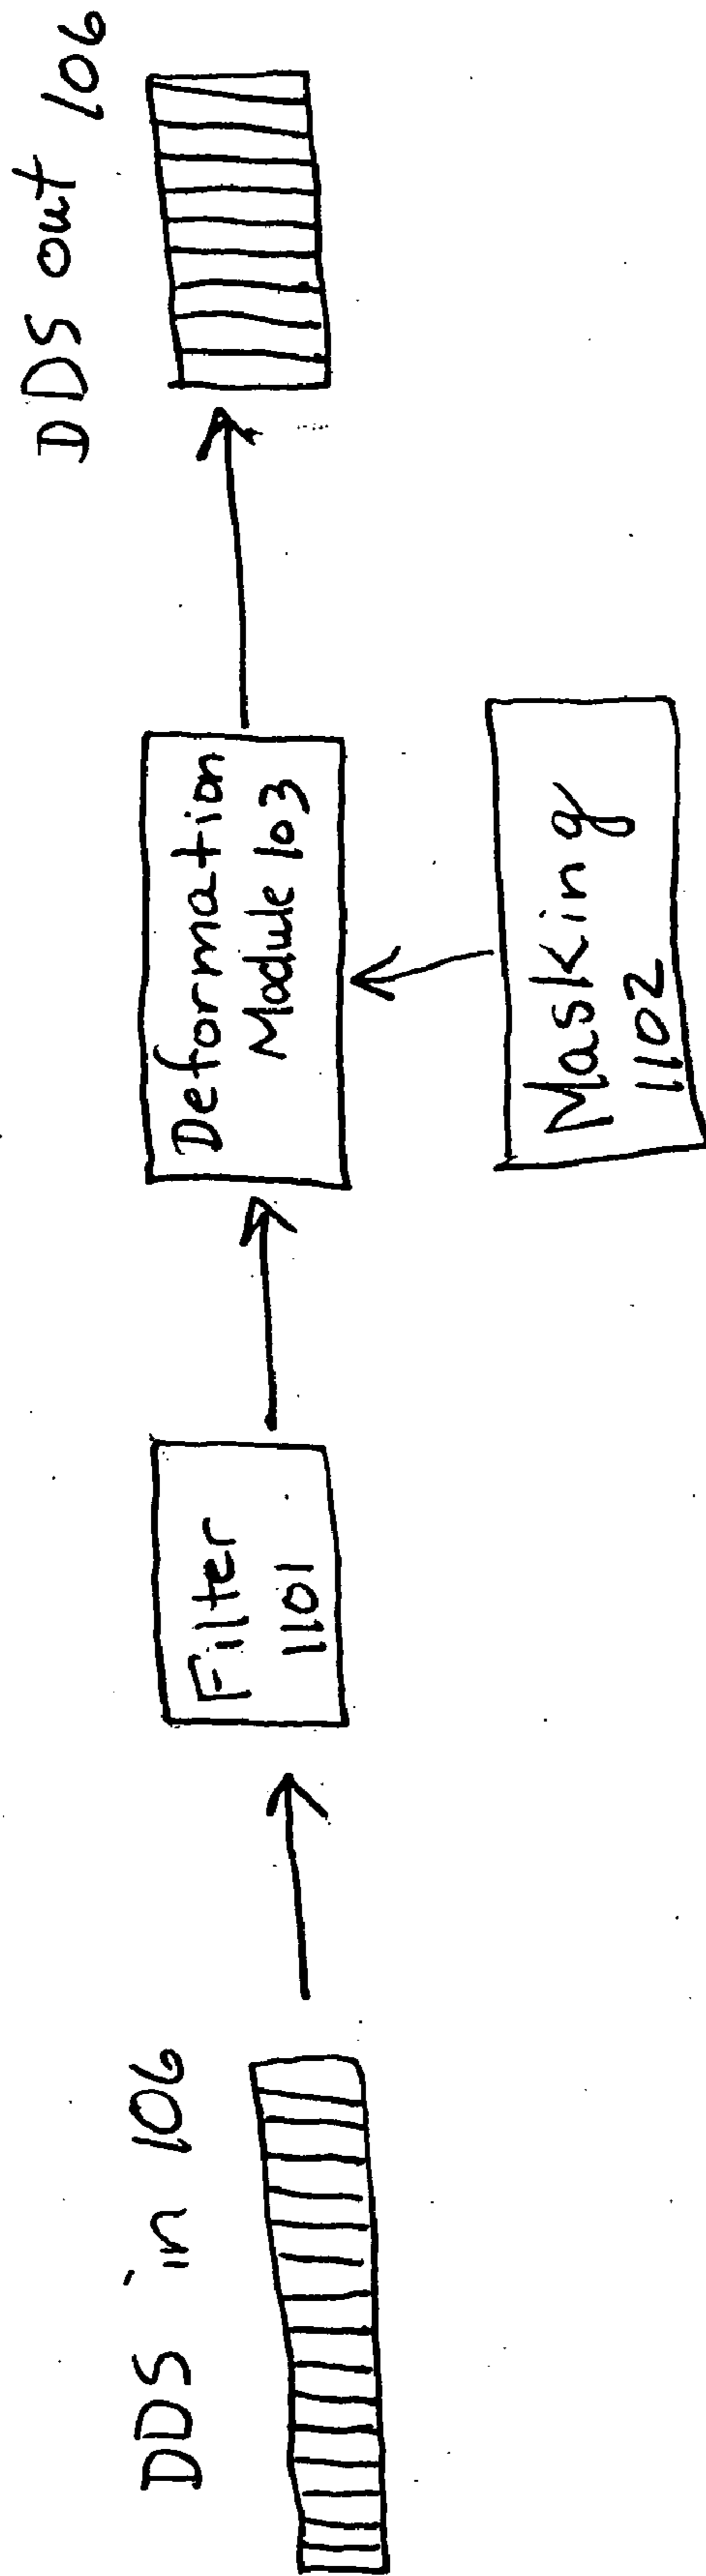 DDS in 106
Filter
1101
Deformation
Module 103
Masking
1102
DDS out 106